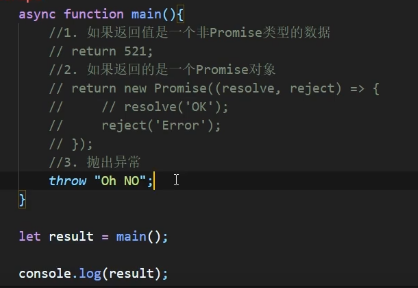 async function main(){
    //1. 如果返回值是一个非Promise类型的数据
    // return 521;
    //2. 如果返回的是一个Promise对象
    // return new Promise((resolve, reject) => {
    //     // resolve('OK');
    //     reject('Error');
    // });
    //3. 抛出异常
    throw "Oh NO";
}
let result = main();
console.log(result);